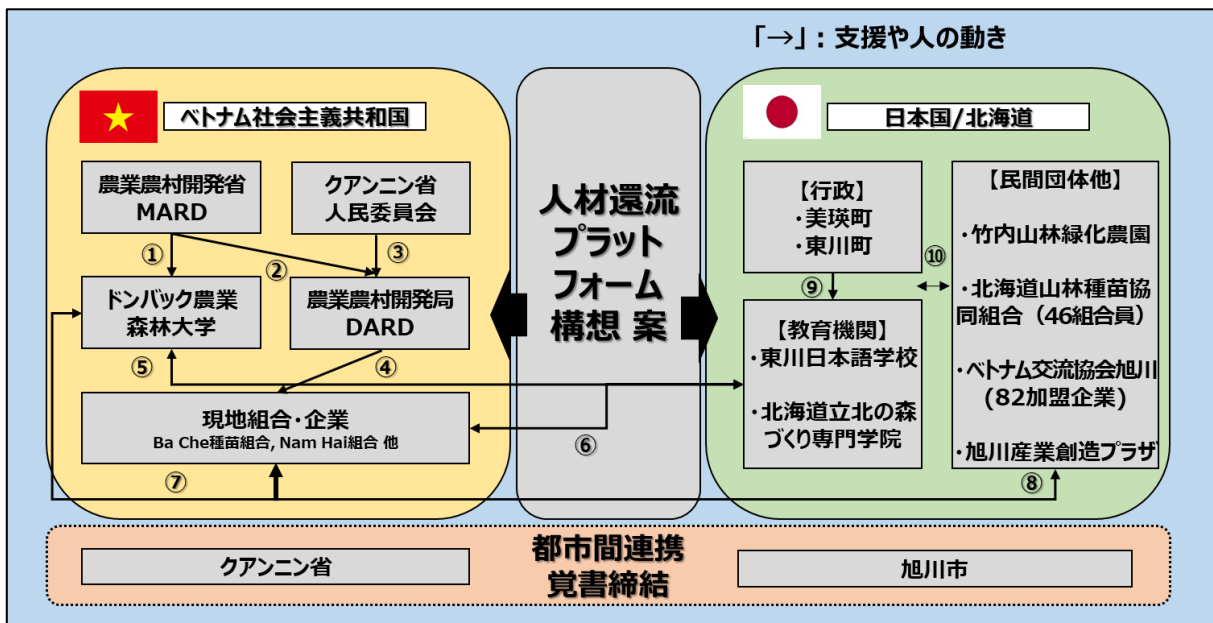 「→」：支援や人の動き
ベトナム社会主義共和国
農業農村開発省
MARD
クアンニン省
人民委員会
①
②
③
ドンバック農業
森林大学
農業農村開発局
DARD
⑤
④
現地組合・企業
Ba Che種苗組合, Nam Hai組合 他
⑥
⑦
人材還流
プラット
フォーム
構想 案
日本国/北海道
【行政】
・美瑛町
・東川町
⑨
⑩
【教育機関】
・東川日本語学校
・北海道立北の森
づくり専門学院
【民間団体他】
・竹内山林緑化農園
・北海道山林種苗協
同組合（46組合員）
・ベトナム交流協会旭川
(82加盟企業)
・旭川産業創造プラザ
⑧
クアンニン省
都市間連携
覚書締結
旭川市